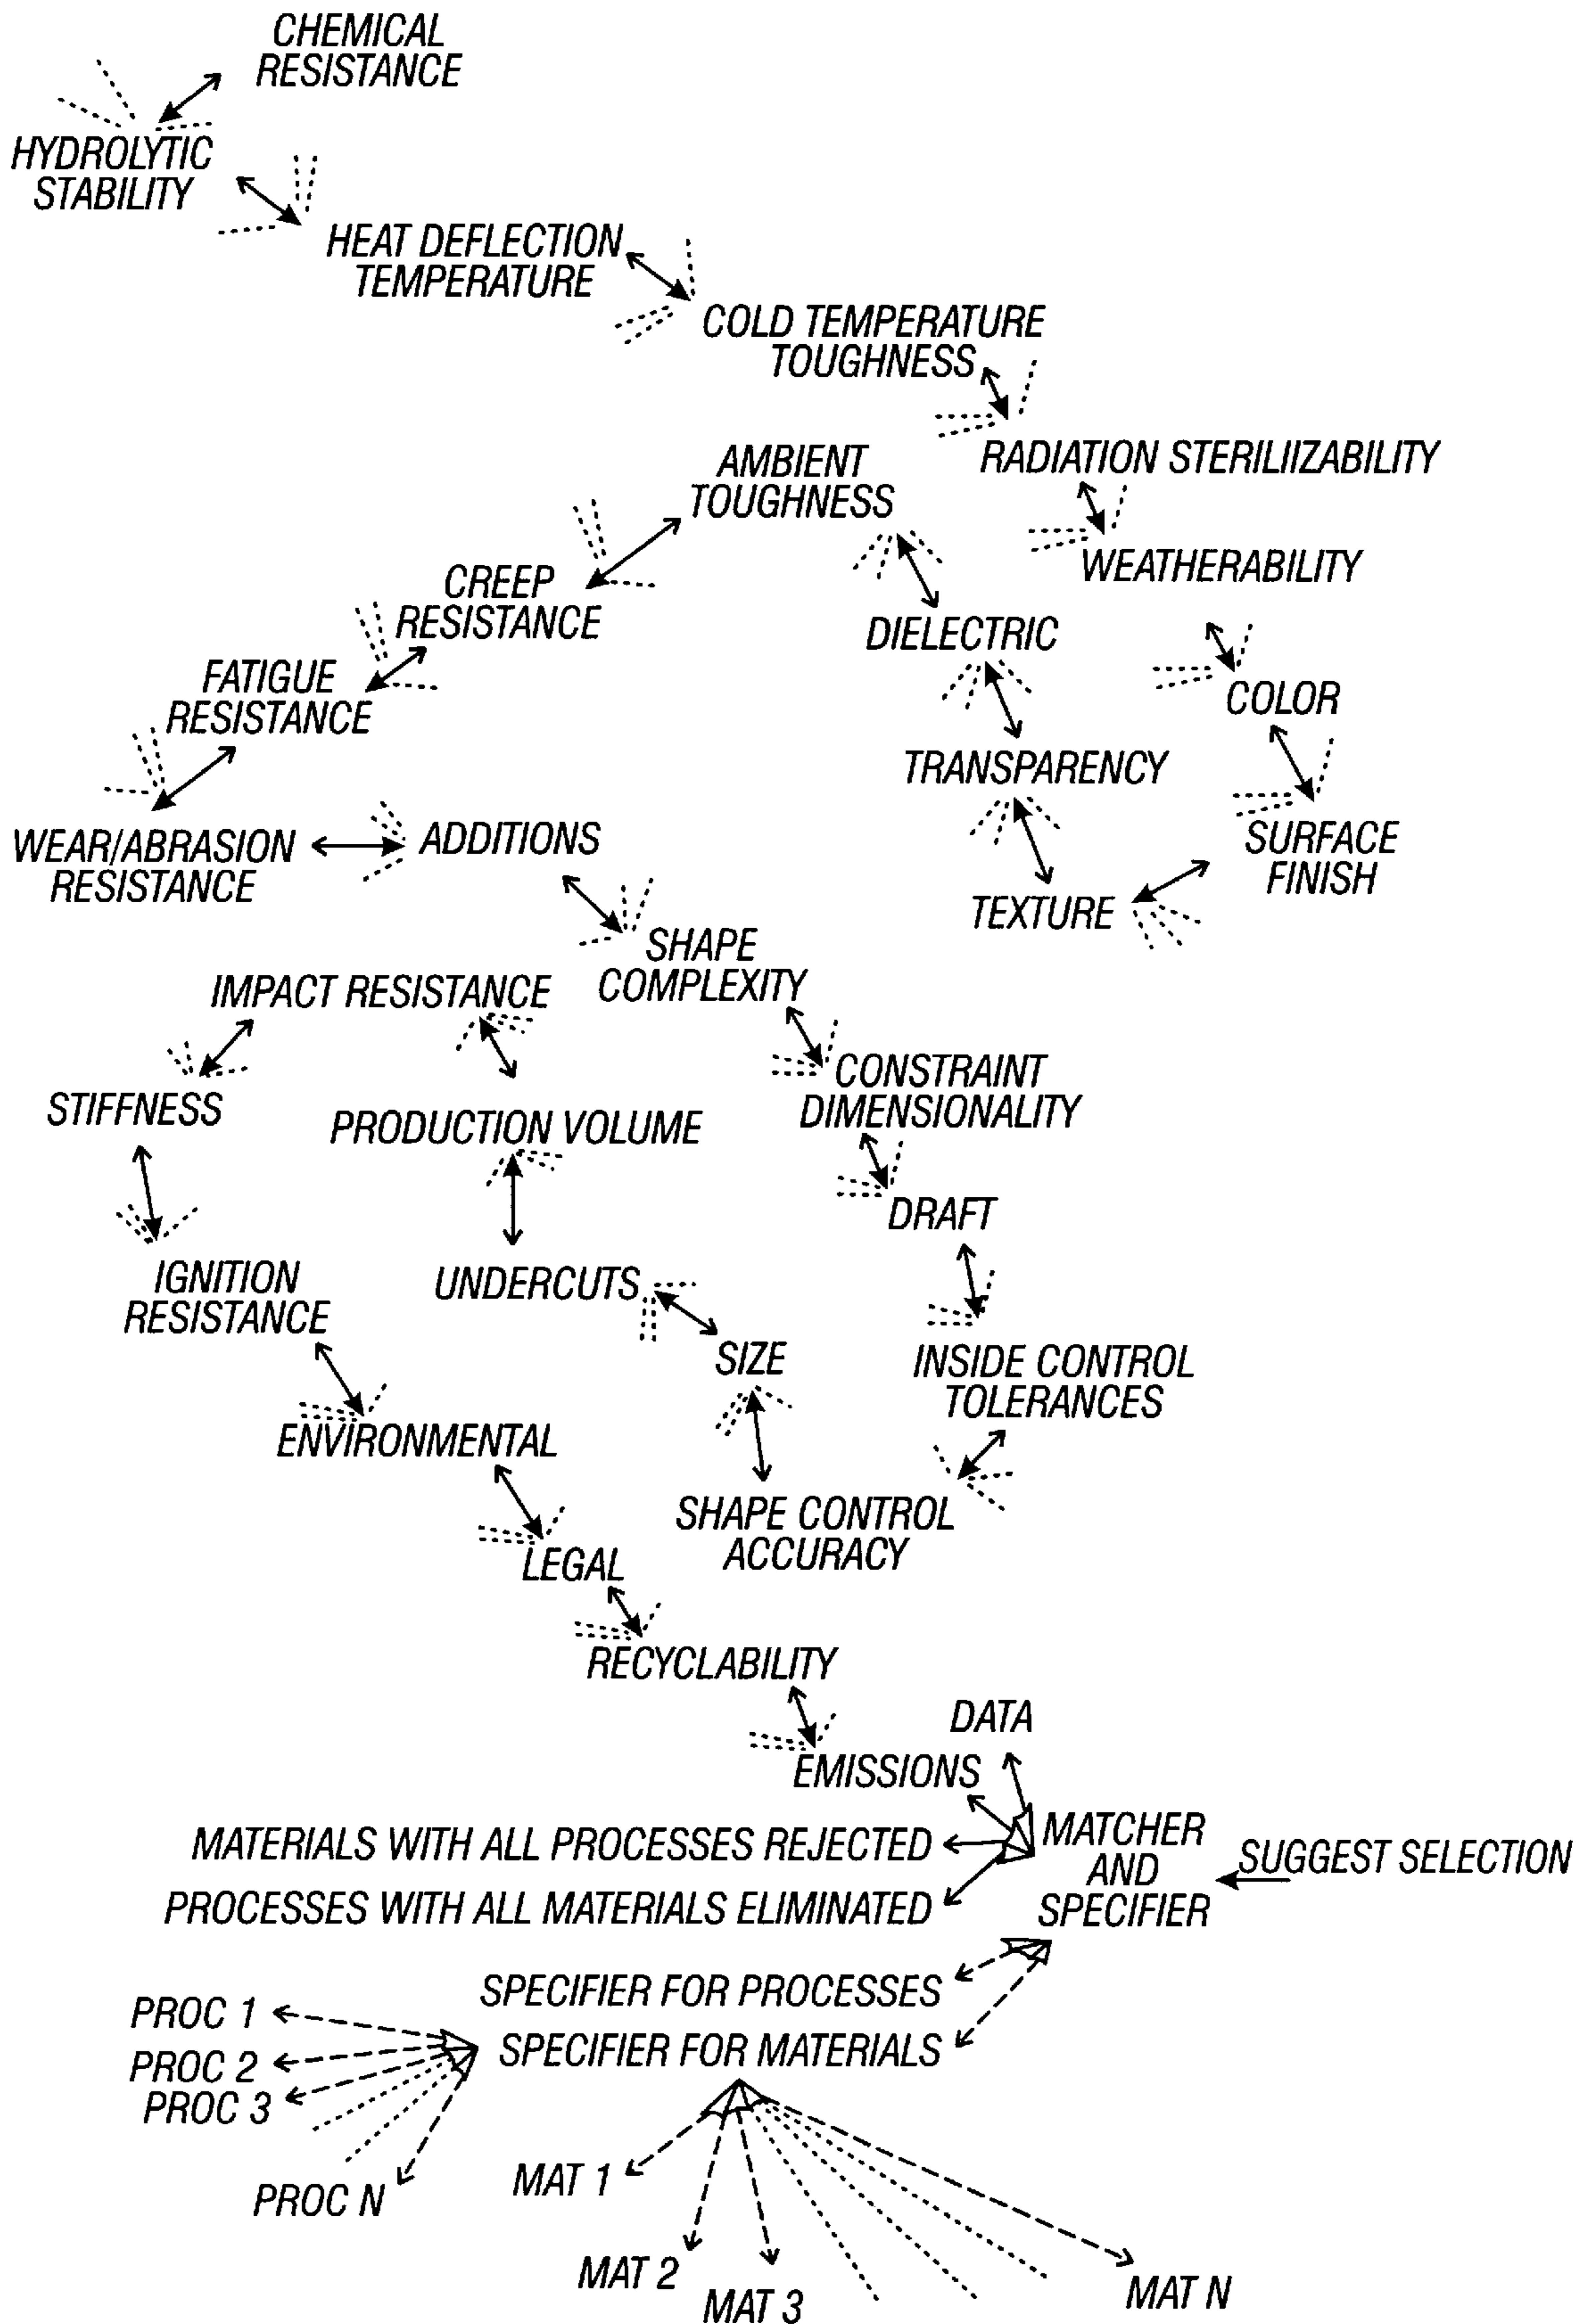 CHEMICAL
RESISTANCE
HYDROLYTIC
STABILITY
HEAT DEFLECTION
TEMPERATURE
COLD TEMPERATURE
TOUGHNESS
RADIATION STERILIIZABILITY
AMBIENT
TOUGHNESS
WEATHERABILITY
CREEP
RESISTANCE
DIELECTRIC
FATIGUE
RESISTANCE
COLOR
TRANSPARENCY
WEAR/ABRASION
RESISTANCE
ADDITIONS
SURFACE
FINISH
TEXTURE
SHAPE
COMPLEXITY
IMPACT RESISTANCE
CONSTRAINT
DIMENSIONALITY
STIFFNESS
PRODUCTION VOLUME
DRAFT
IGNITION
RESISTANCE
UNDERCUTS
SIZE
INSIDE CONTROL
TOLERANCES
ENVIRONMENTAL
SHAPE CONTROL
ACCURACY
LEGAL
RECYCLABILITY
DATA
EMISSIONS
MATERIALS WITH ALL PROCESSES REJECTED
MATCHER
AND
SPECIFIER
SUGGEST SELECTION
PROCESSES WITH ALL MATERIALS ELIMINATED
SPECIFIER FOR PROCESSES
PROC 1
SPECIFIER FOR MATERIALS
PROC 2
PROC 3
PROC N
MAT 1
MAT 2
MAT 3
MAT N